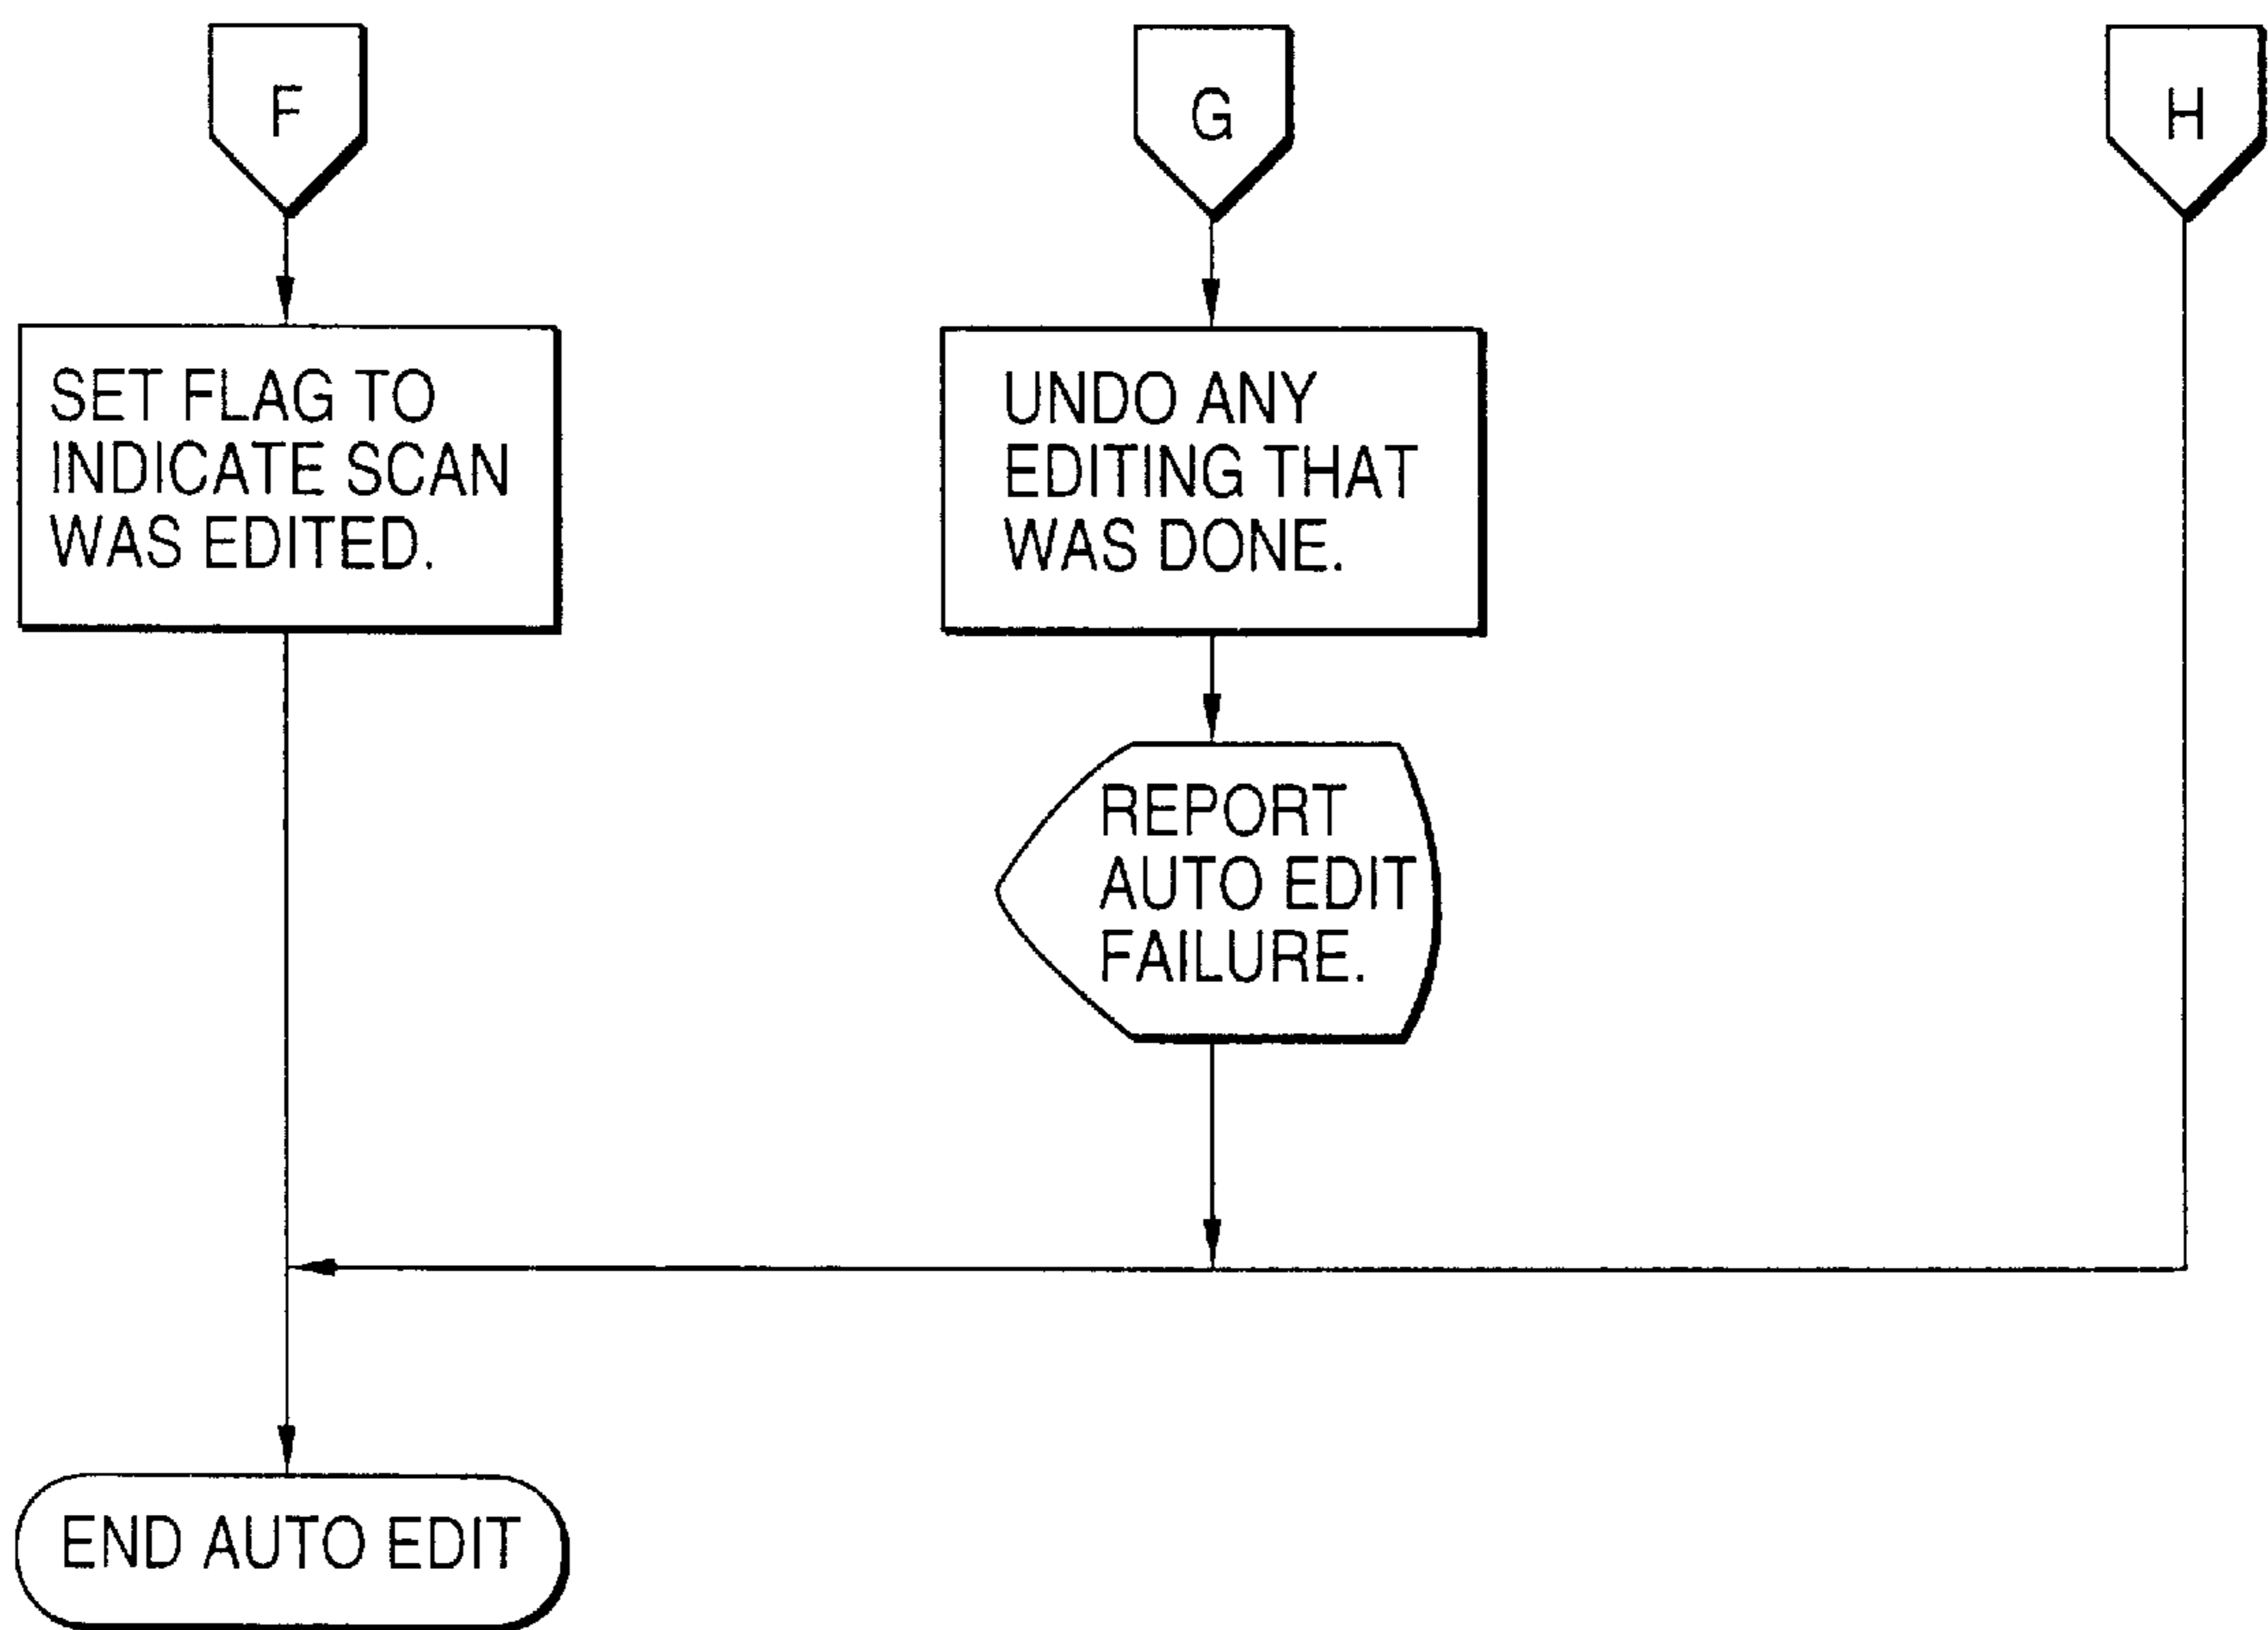 F
G
H
SET FLAG TO
INDICATE SCAN
WAS EDITED.
UNDO ANY
EDITING THAT
WAS DONE.
REPORT
AUTO EDIT
FAILURE.
END AUTO EDIT